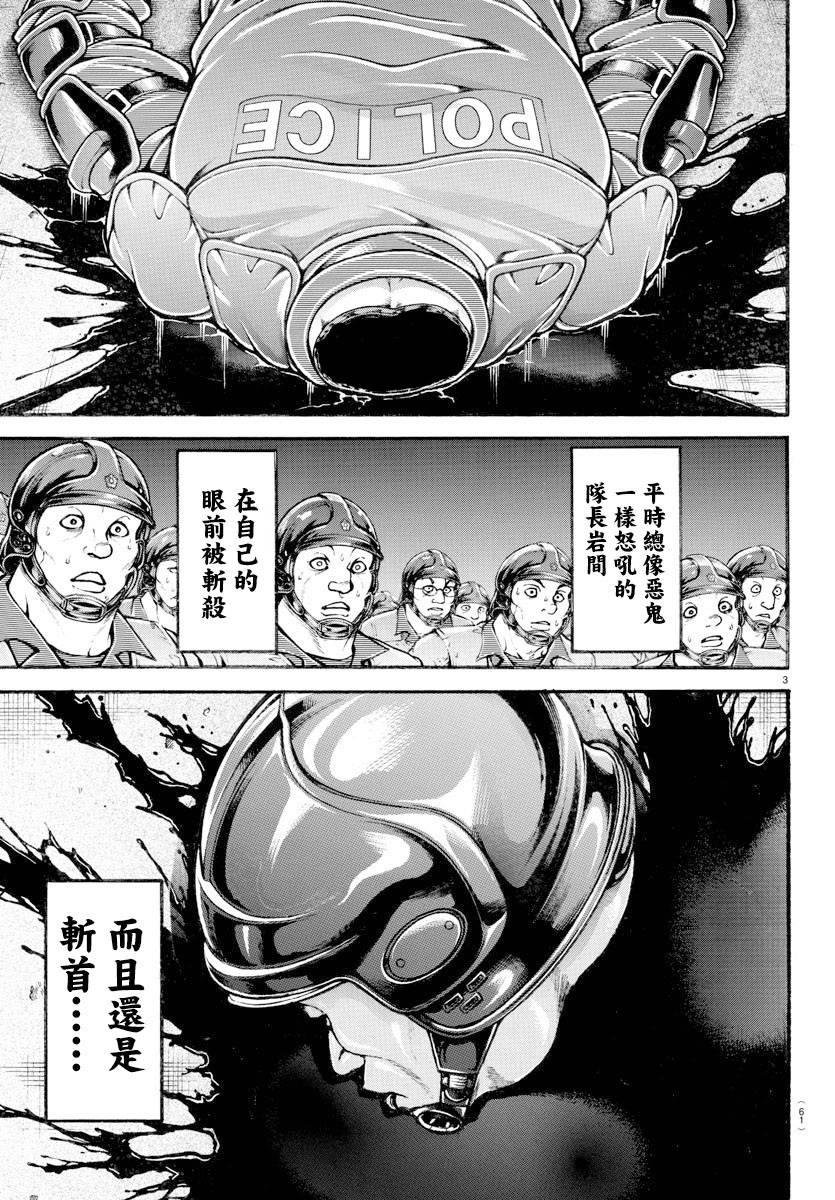 POLICE
平時總像惡鬼
一樣怒吼的
隊長岩間
在自己的
眼前被斬殺
3
而且還是
斬首……
(61)